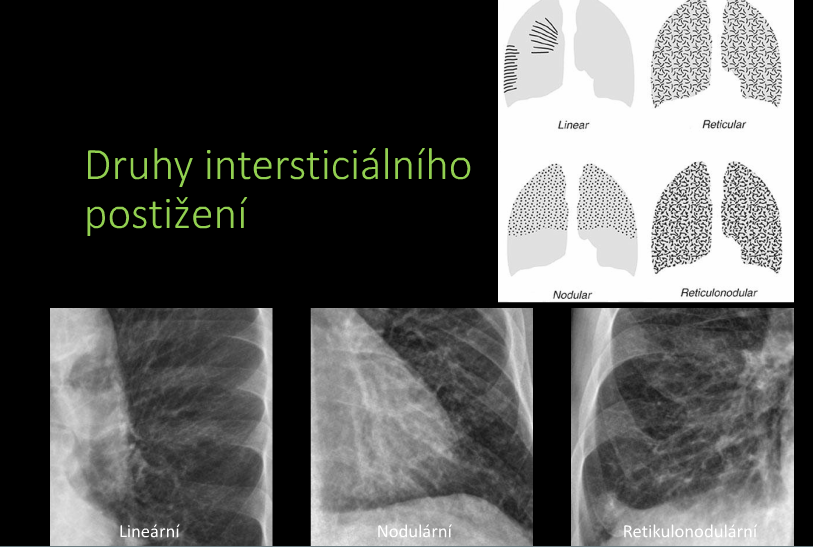 Druhy intersticiálního
postižení
Linear
Reticular
Nodular
Reticulonodular
Lineární
Nodulární
Retikulonodulární